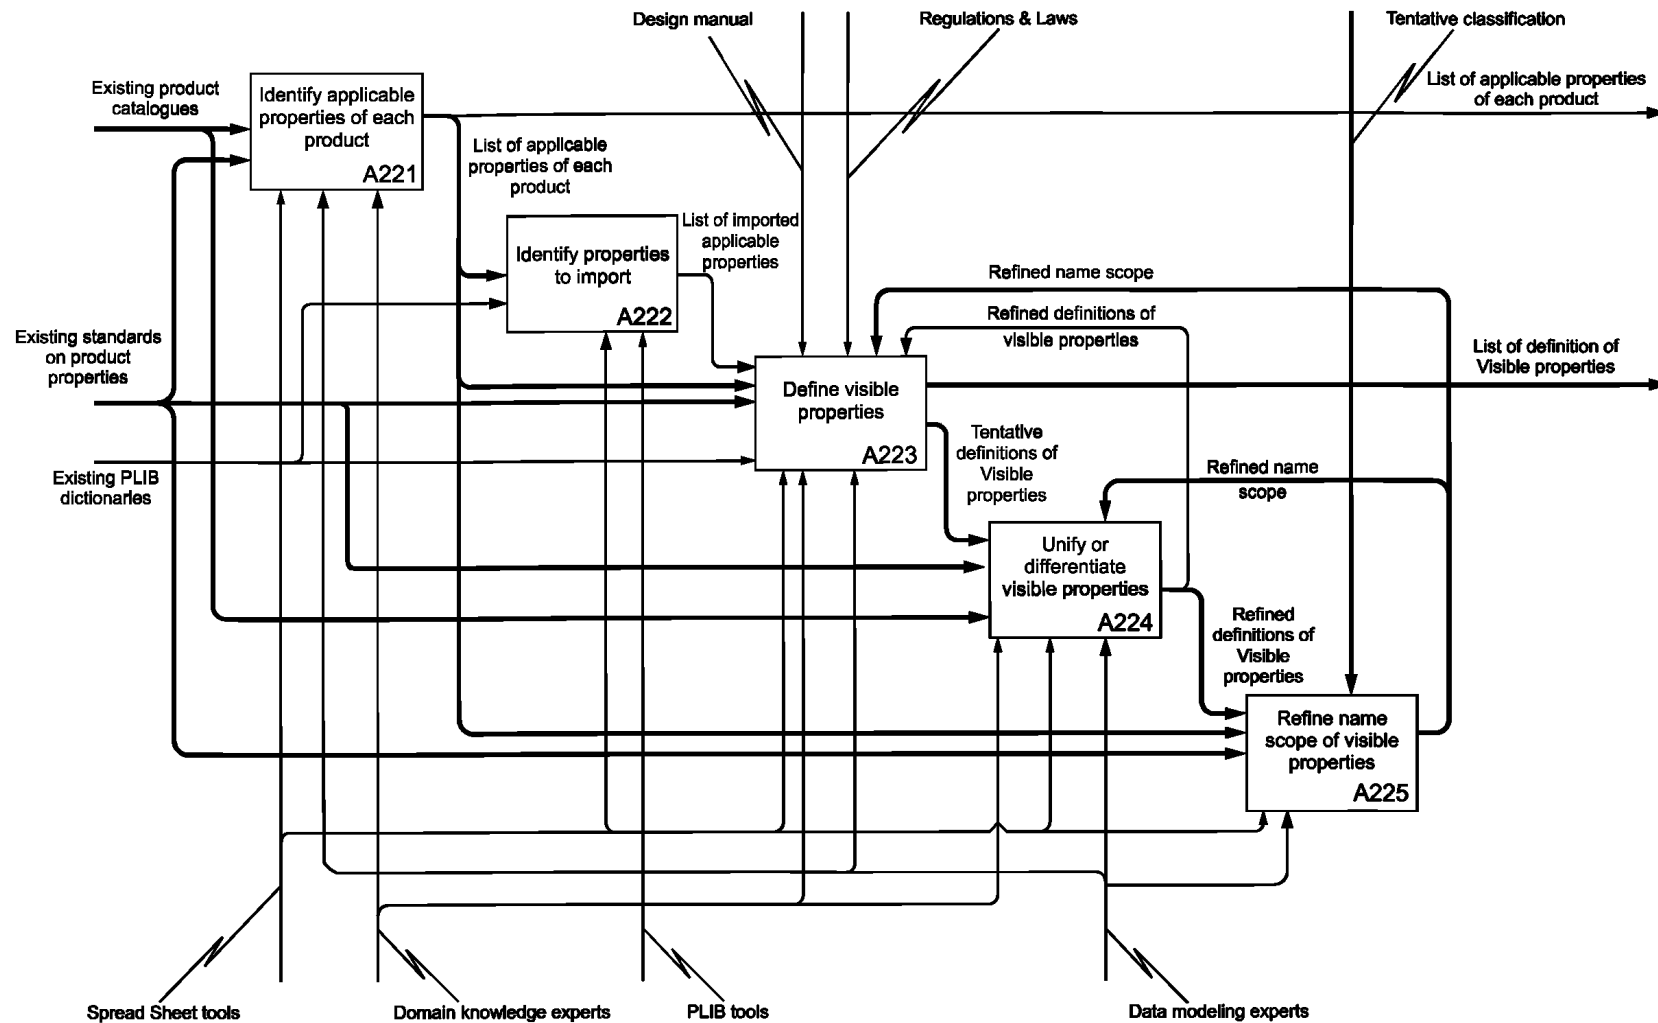 Design manual
Regulations & Laws
Tentative classification
List of applicable properties
of each product
Existing product
catalogues
Identify applicable
properties of each
product
A221
List of applicable
properties of each
product
List of imported
applicable
properties
Identify properties
to import
A222
Refined name scope
Refined definitions of
visible properties
Existing standards
on product
properties
List of definition of
Visible properties
Define visible
properties
A223
Tentative
definitions of
Visible
properties
Existing PLIB
dictionaries
Refined name
scope
Unify or
differentiate
visible properties
A224
Refined
definitions of
Visible
properties
Refine name
scope of visible
properties
A225
Spread Sheet tools
Domain knowledge experts
PLIB tools
Data modeling experts